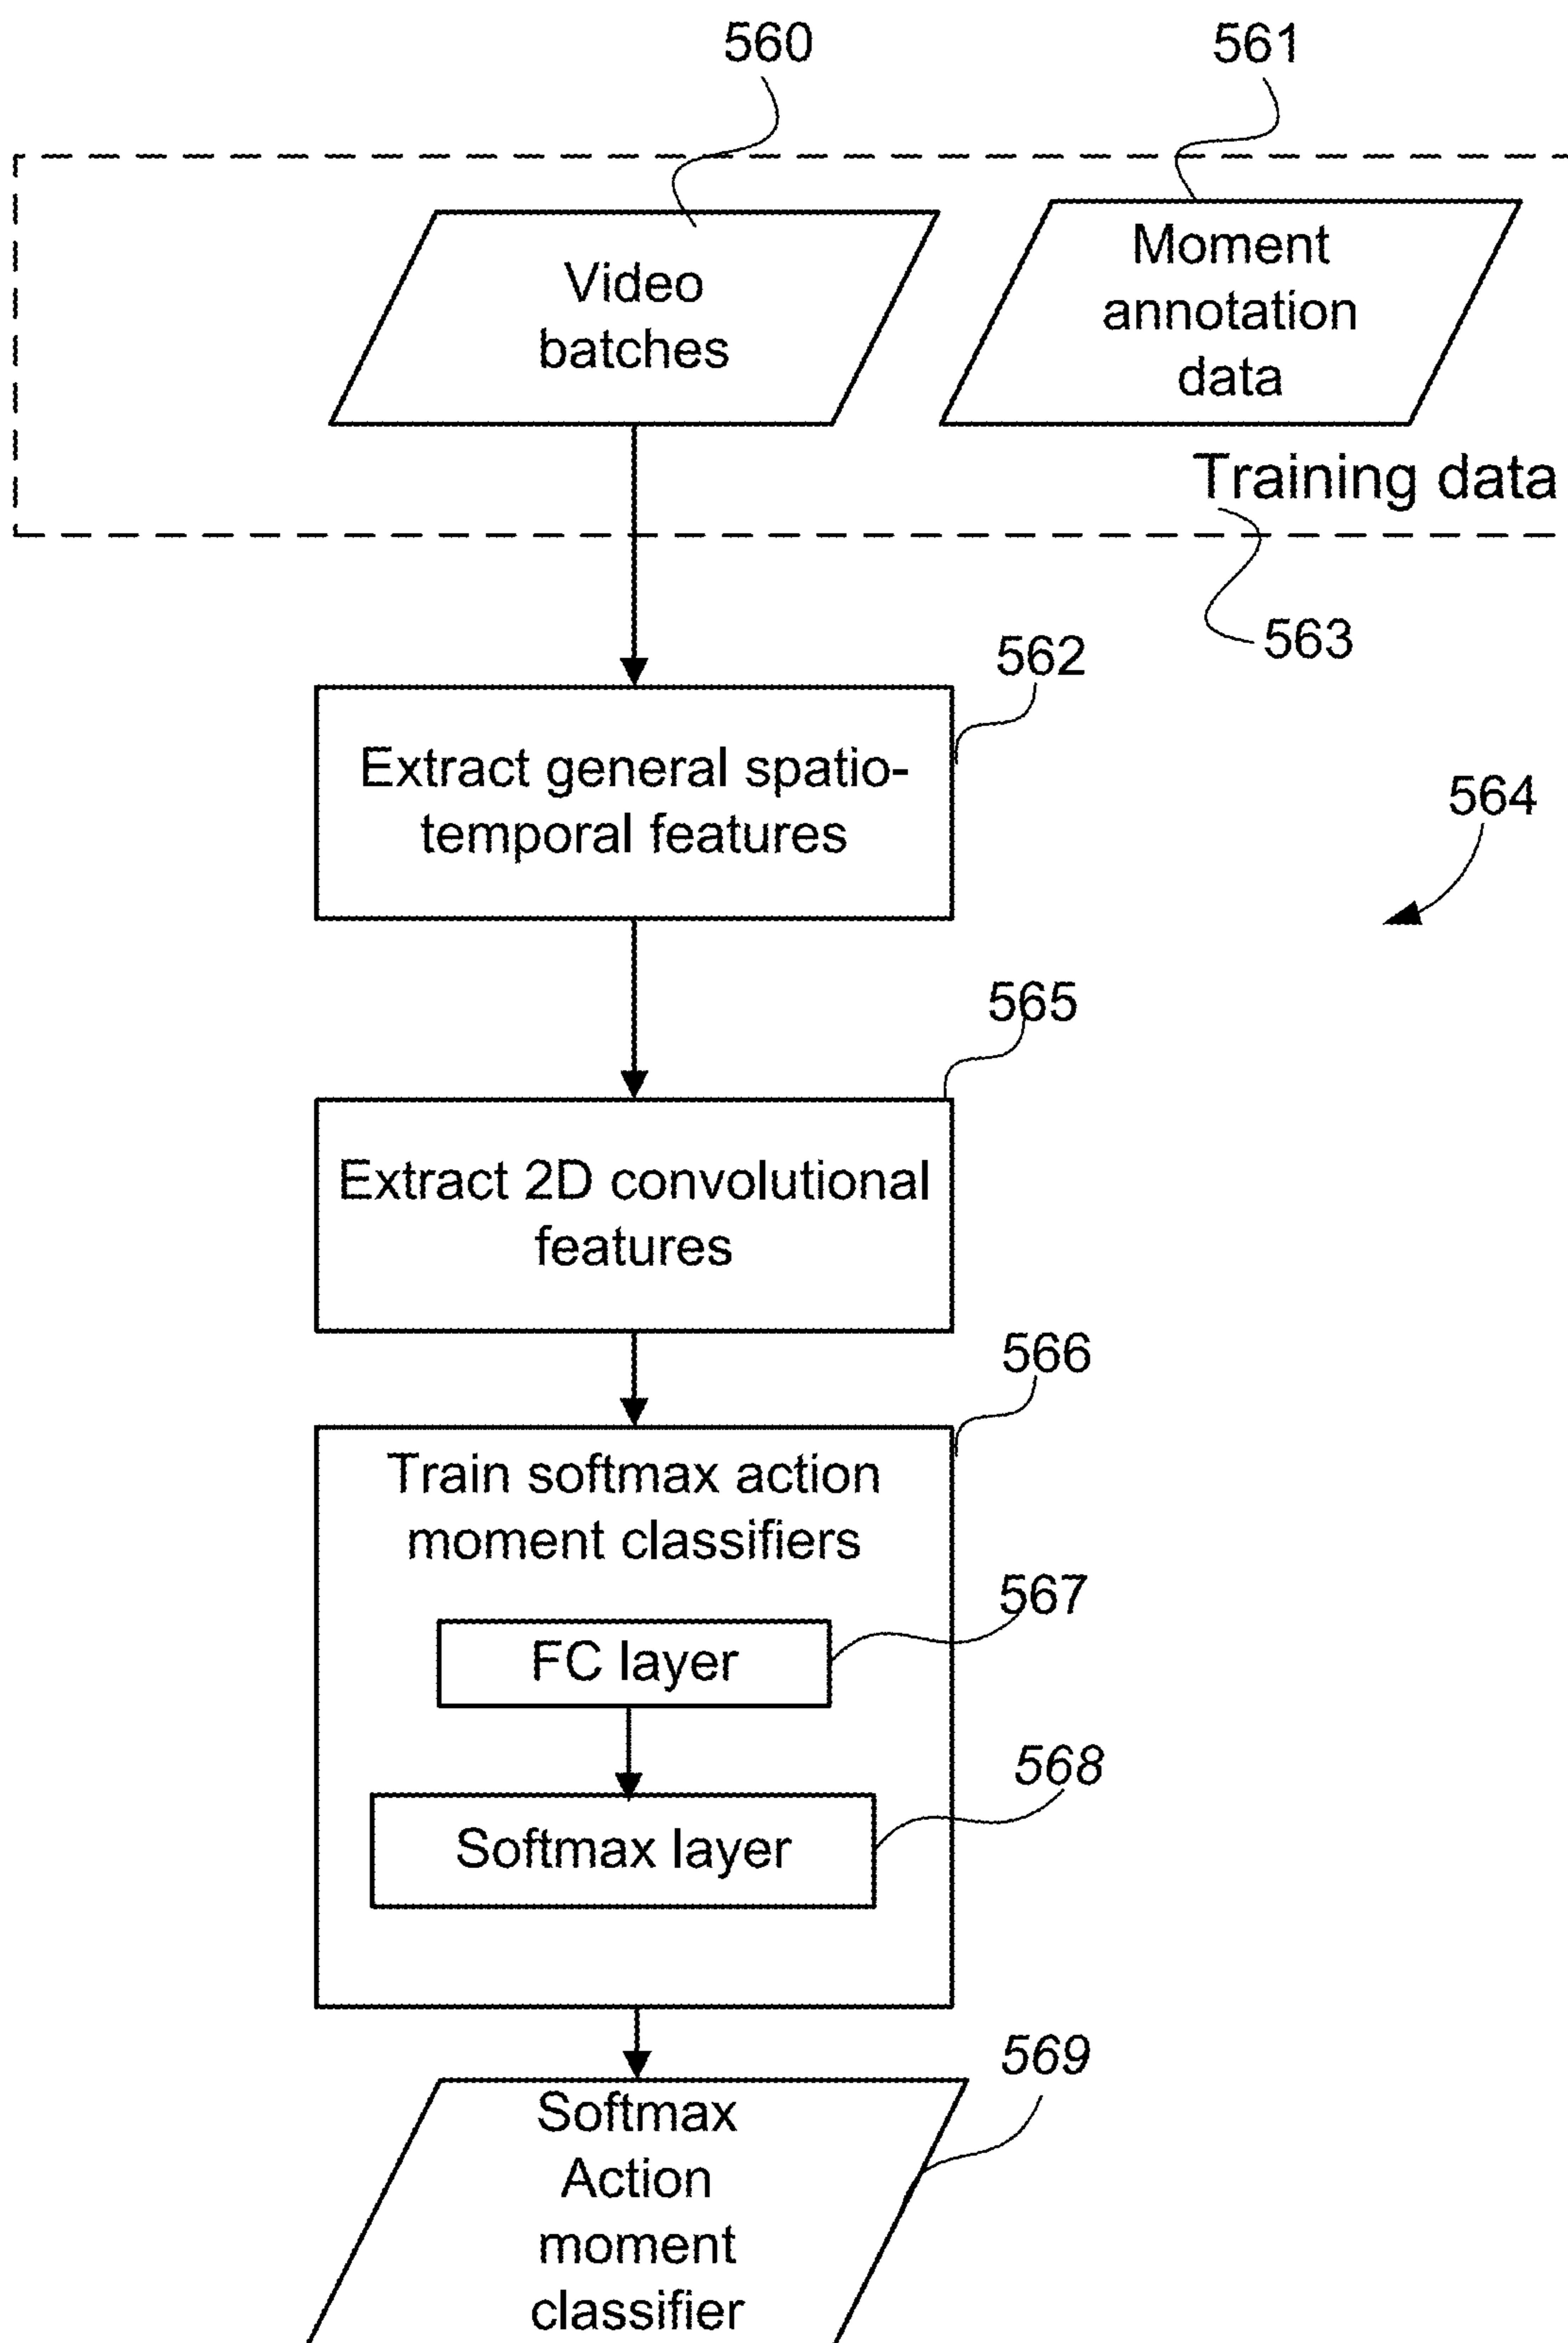 560
561
Video
batches
Moment
annotation
data
Training data
563
562
Extract general spatio-
temporal features
564
565
Extract 2D convolutional
features
566
Train softmax action
moment classifiers
567
FC layer
568
Softmax layer
569
Softmax
Action
moment
classifier